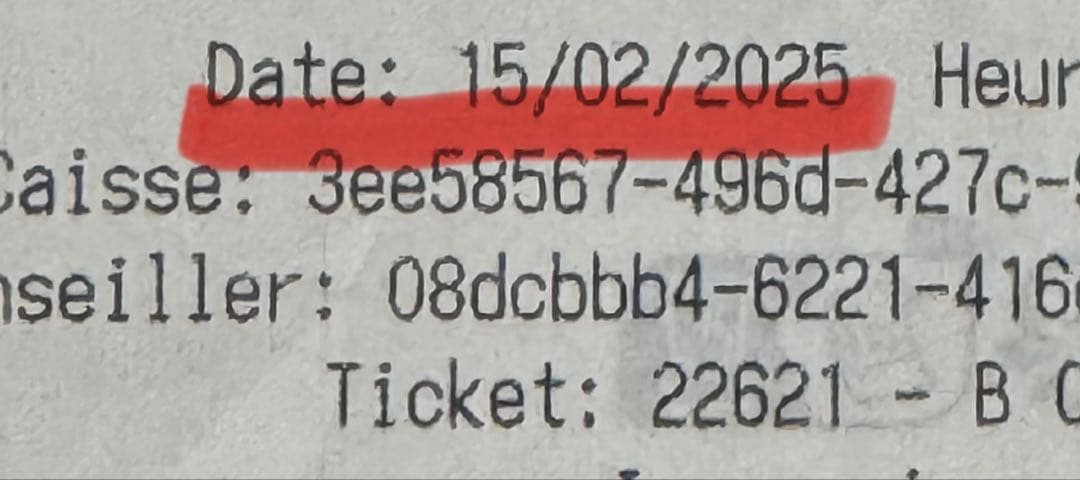 Date: 15/02/2025 Heur
Caisse: 3ee58567-496d-427c-
nseiller: 08dcbbb4-6221-416
Ticket: 22621 - B